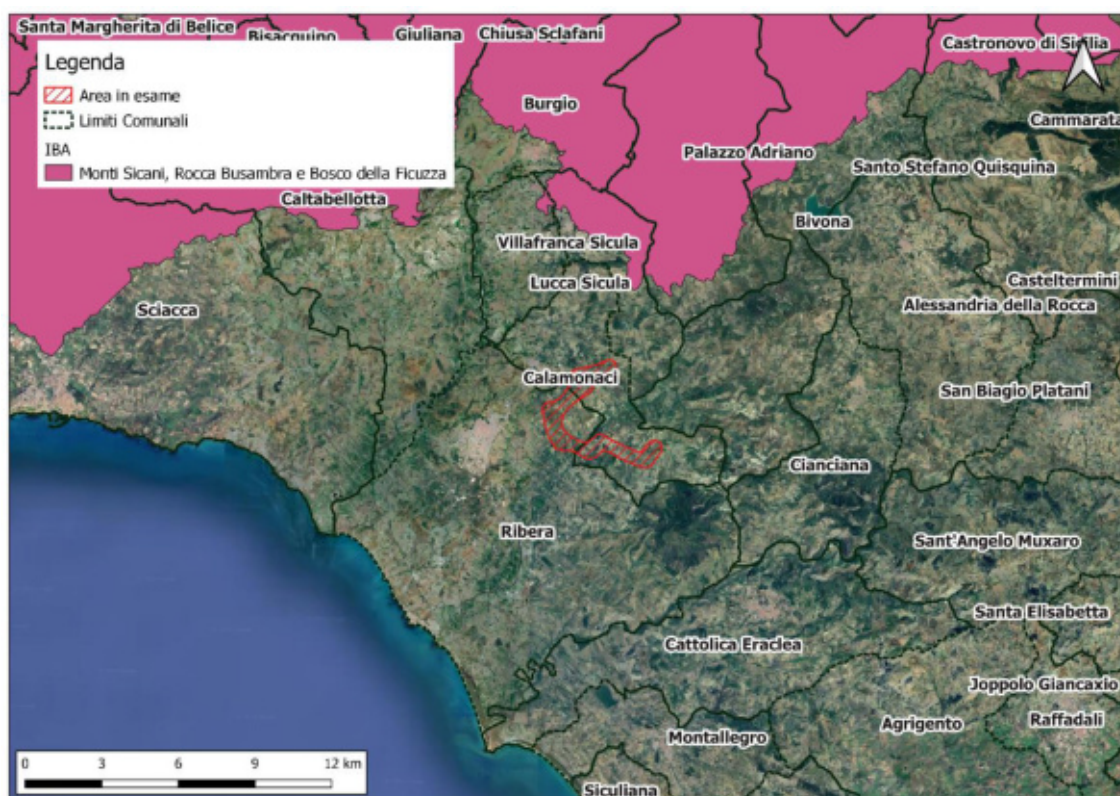 Santa Margherita di Belice
Bisacquino
Giuliana
Chiusa Sclafani
Castronovo di Sicilia
Legenda
Area in esame
Limiti Comunali
IBA
Monti Sicani, Rocca Busambra e Bosco della Ficuzza
Burgio
Cammarata
Palazzo Adriano
Santo Stefano Quisquina
Caltabellotta
Bivona
Villafranca Sicula
Lucca Sicula
Casteltermini
Sciacca
Alessandria della Rocca
Calamonaci
San Biagio Platani
Cianciana
Ribera
Sant'Angelo Muxaro
Santa Elisabetta
Cattolica Eraclea
Joppolo Giancaxio
Agrigento
Raffadali
Montallegro
Siculiana
0 3 6 9 12 km